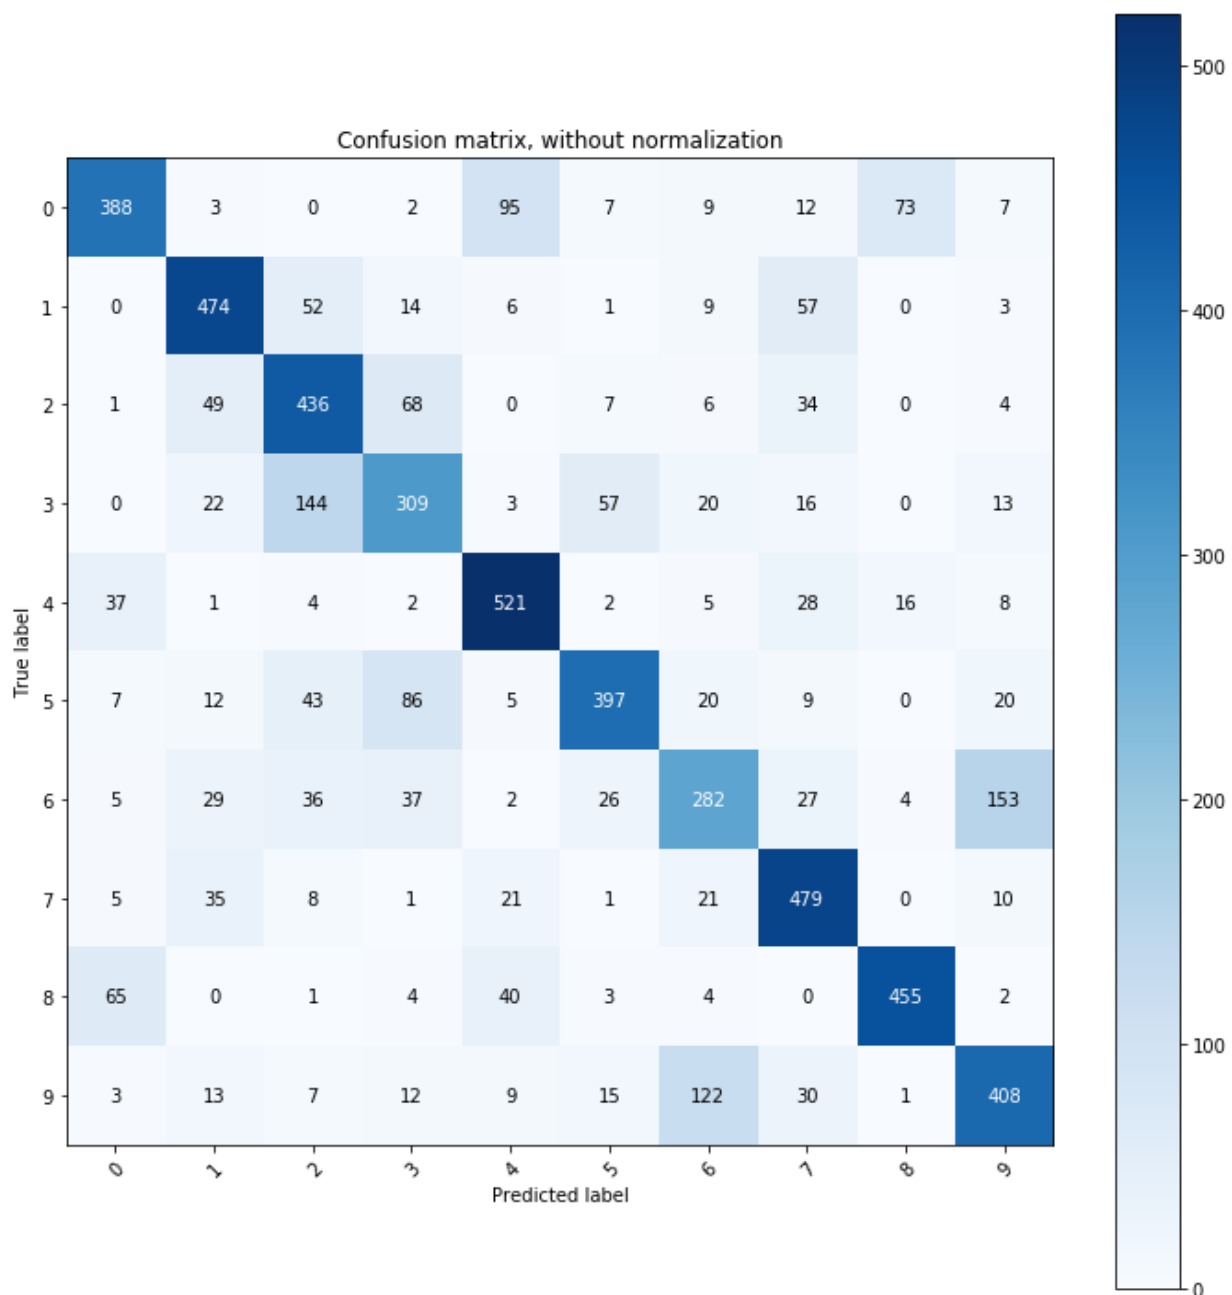 Confusion matrix, without normalization
0 388 3 0 2 95 7 9 12 73 7
1 0 474 52 14 6 1 9 57 0 3
2 1 49 436 68 0 7 6 34 0 4
3 0 22 144 309 3 57 20 16 0 13
4 37 1 4 2 521 2 5 28 16 8
5 7 12 43 86 5 397 20 9 0 20
6 5 29 36 37 2 26 282 27 4 153
7 5 35 8 1 21 1 21 479 0 10
8 65 0 1 4 40 3 4 0 455 2
9 3 13 7 12 9 15 122 30 1 408
0 1 2 3 4 5 6 7 8 9
Predicted label
True label
500
400
300
200
100
0